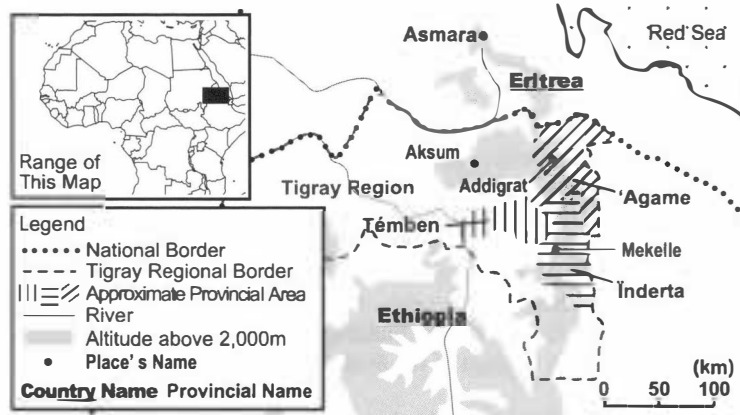 Asmara
Red Sea
Eritrea
Range of
This Map
Aksum
Tigray Region
Addigrat
'Agame
Témben
Mekelle
Ïnderta
Ethiopia
Legend
National Border
Tigray Regional Border
Approximate Provincial Area
River
Altitude above 2,000m
Place's Name
Country Name Provincial Name
(km)
0 50 100